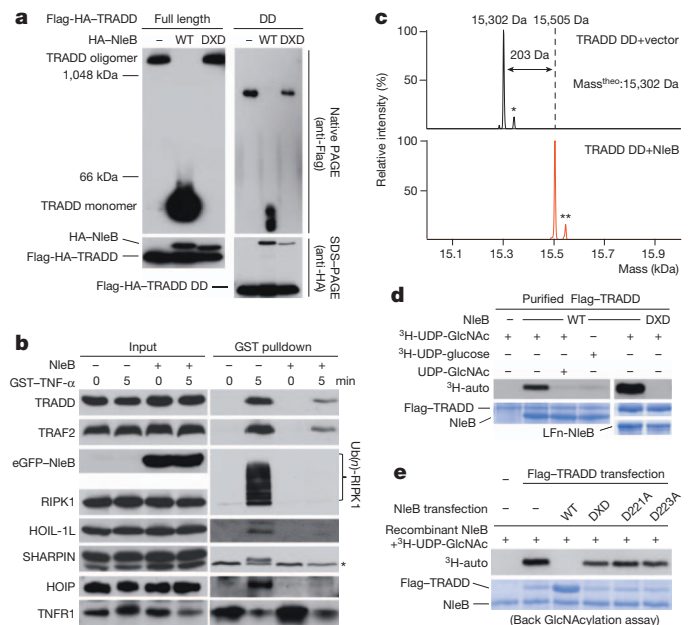 a
Flag-HA–TRADD Full length DD
HA–NleB – WT DXD – WT DXD
TRADD oligomer
1,048 kDa
66 kDa
TRADD monomer
HA–NleB
Flag-HA–TRADD
Flag-HA–TRADD DD
Native PAGE
(anti-Flag)
SDS–PAGE
(anti-HA)
b
Input GST pulldown
NleB – – + + – – + +
GST–TNF-α 0 5 0 5 0 5 0 5 min
TRADD
TRAF2
eGFP–NleB
RIPK1
HOIL-1L
SHARPIN *
HOIP
TNFR1
Ub(n)-RIPK1
c
15,302 Da 15,505 Da
203 Da
TRADD DD+vector
Masstheo:15,302 Da
100
50
*
TRADD DD+NleB
100
50
**
Relative intensity (%)
15.1 15.3 15.5 15.7 15.9
Mass (kDa)
d
Purified Flag–TRADD
NleB – WT DXD
3H-UDP-GlcNAc + + + – + +
3H-UDP-glucose – – – +
UDP-GlcNAc – – + –
3H-auto
Flag–TRADD
NleB
LFn-NleB
e
Flag–TRADD transfection
NleB transfection – – WT DXD D221A D223A
Recombinant NleB
+3H-UDP-GlcNAc + + + + + +
3H-auto
Flag–TRADD
NleB
(Back GlcNAcylation assay)